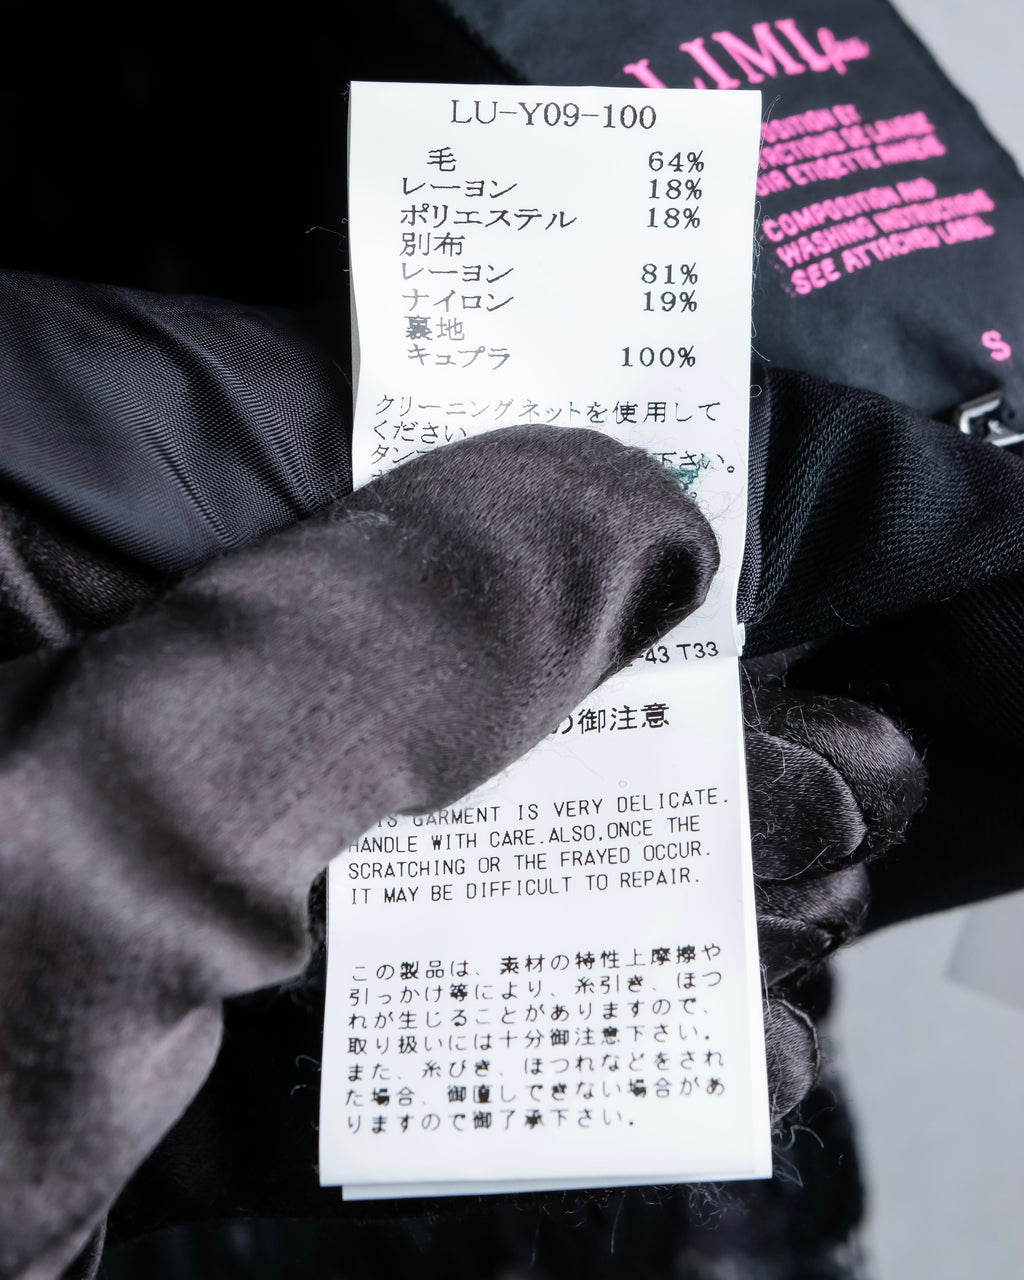 LIMI feu
COMPOSITION AND
WASHING INSTRUCTIONS
SEE ATTACHED LABEL
S
LU-Y09-100
毛 64%
レーヨン 18%
ポリエステル 18%
別布
レーヨン 81%
ナイロン 19%
裏地
キュプラ 100%
クリーニングネットを使用して
ください
タン 下さい。
-43 T33
の御注意
IS GARMENT IS VERY DELICATE.
HANDLE WITH CARE.ALSO,ONCE THE
SCRATCHING OR THE FRAYED OCCUR.
IT MAY BE DIFFICULT TO REPAIR.
この製品は、素材の特性上摩擦や
引っかけ等により、糸引き、ほつ
れが生じることがありますので、
取り扱いには十分御注意下さい。
また、糸びき、ほつれなどをされ
た場合、御直しできない場合があ
りますので御了承下さい。